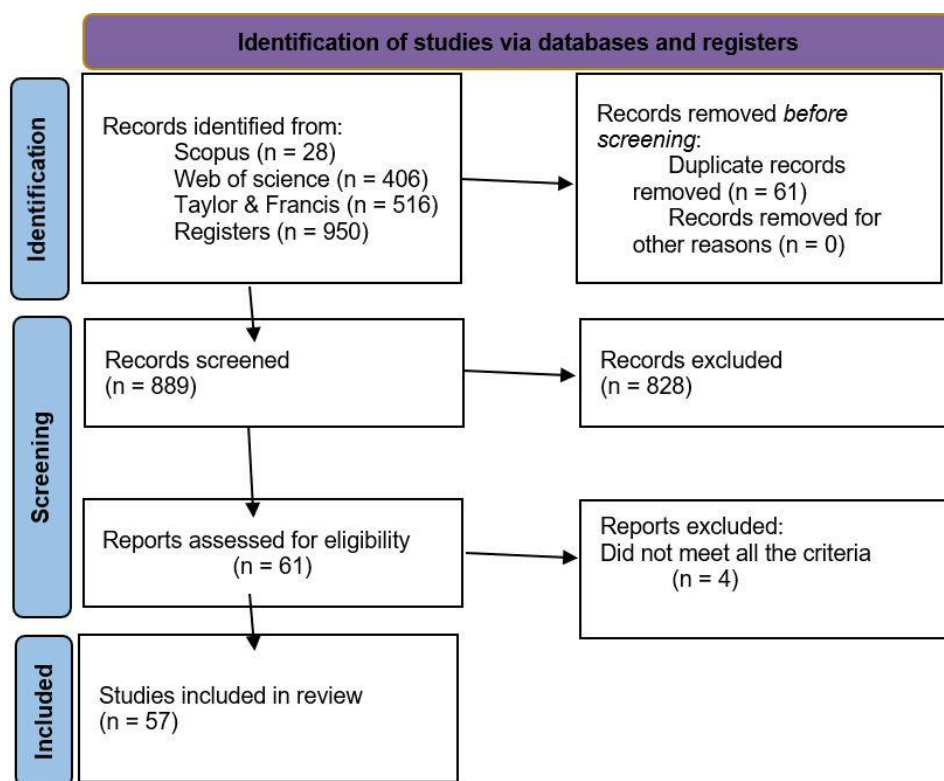 Identification of studies via databases and registers
Identification
Records identified from:
Scopus (n = 28)
Web of science (n = 406)
Taylor & Francis (n = 516)
Registers (n = 950)
Records removed before
screening:
Duplicate records
removed (n = 61)
Records removed for
other reasons (n = 0)
Screening
Records screened
(n = 889)
Records excluded
(n = 828)
Reports assessed for eligibility
(n = 61)
Reports excluded:
Did not meet all the criteria
(n = 4)
Included
Studies included in review
(n = 57)